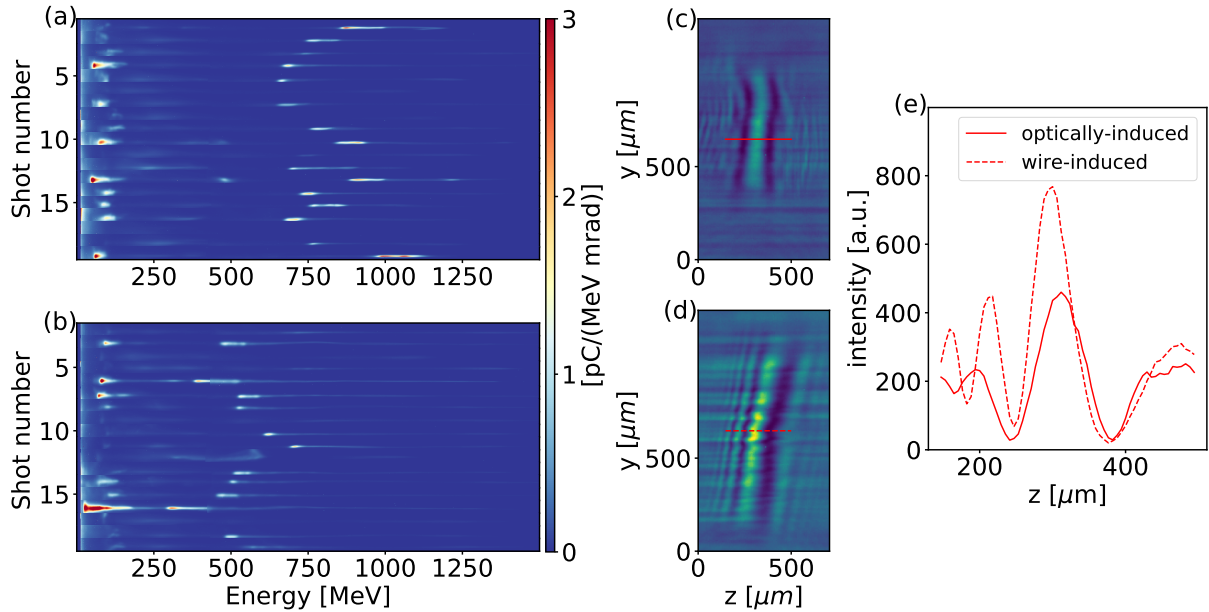 (a)
Shot number
5
10
15
250 500 750 1000 1250
(b)
Shot number
5
10
15
250 500 750 1000 1250
Energy [MeV]
3
2
1
0
[pC/(MeV mrad)]
(c)
y [μm]
500
0
0 500
(d)
y [μm]
500
0
0 500
z [μm]
(e)
optically-induced
wire-induced
intensity [a.u.]
800
600
400
200
0
200 400
z [μm]